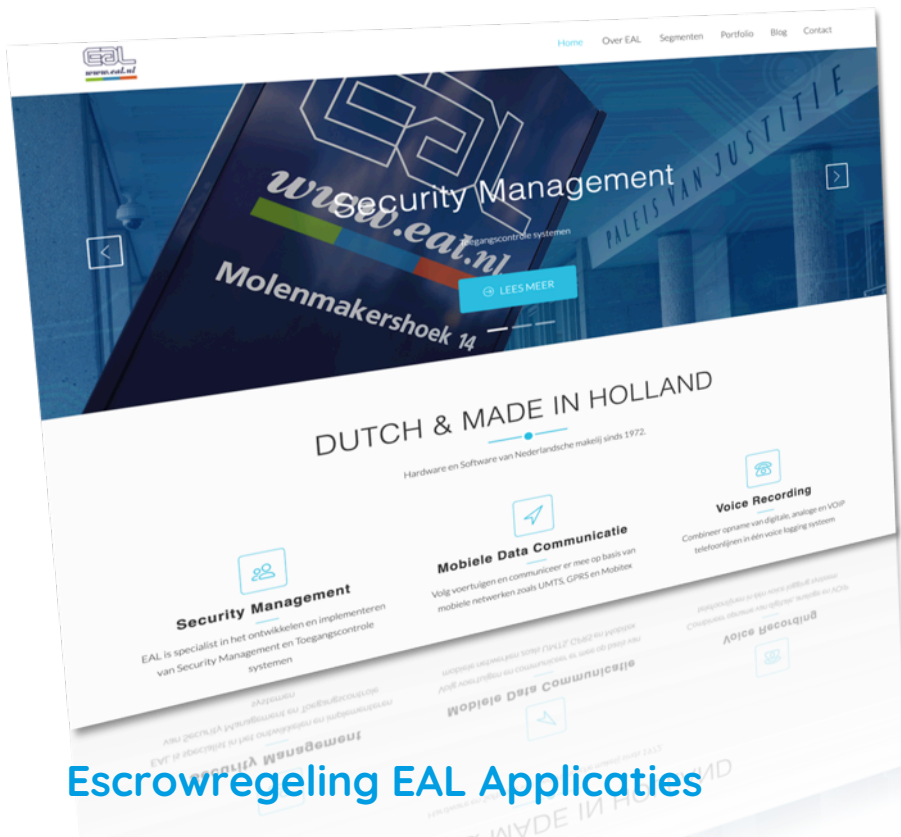 EAL
www.eal.nl
Home Over EAL Segmenten Portfolio Blog Contact
EAL
www.eal.nl
Molenmakershoek 14
PALEIS VAN JUSTITIE
Security Management
Toegangscontrole systemen
LEES MEER
DUTCH & MADE IN HOLLAND
Hardware en Software van Nederlandsche makelij sinds 1972.
Security Management
EAL is specialist in het ontwikkelen en implementeren
van Security Management en Toegangscontrole
systemen
Mobiele Data Communicatie
Volg voertuigen en communiceer er mee op basis van
mobiele netwerken zoals UMTS, GPRS en Mobitex
Voice Recording
Combineer opname van digitale, analoge en VOIP
telefoonlijnen in één voice logging systeem
Escrowregeling EAL Applicaties